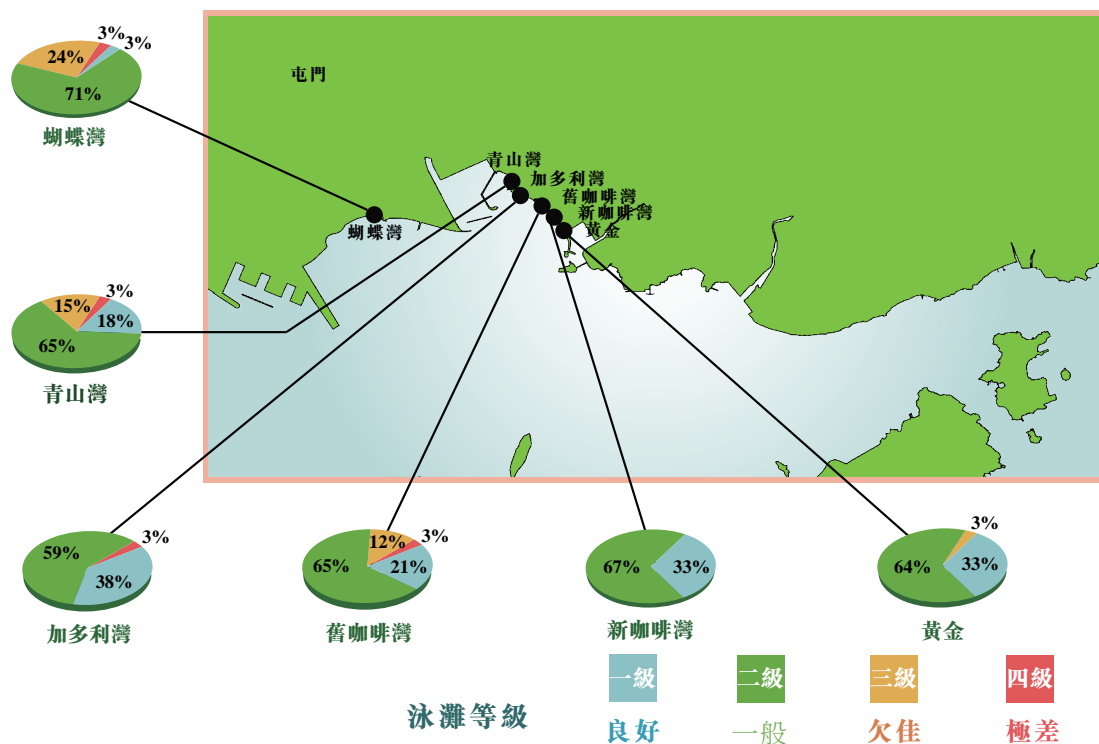 3%
3%
24%
71%
蝴蝶灣
屯門
青山灣
加多利灣
舊咖啡灣
新咖啡灣
黃金
蝴蝶灣
3%
15%
18%
65%
青山灣
59%
3%
38%
加多利灣
12%
3%
65%
21%
舊咖啡灣
67%
33%
新咖啡灣
3%
64%
33%
黃金
泳灘等級
一級
二級
三級
四級
良好
一般
欠佳
極差